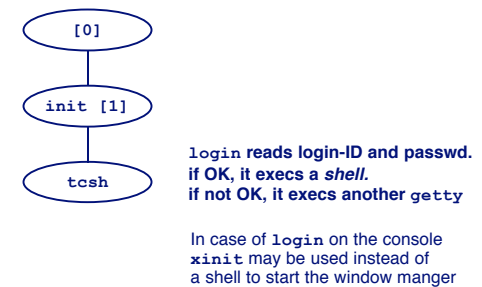 [0]
init [1]
tcsh
login reads login-ID and passwd.
if OK, it execs a shell.
if not OK, it execs another getty
In case of login on the console
xinit may be used instead of
a shell to start the window manger